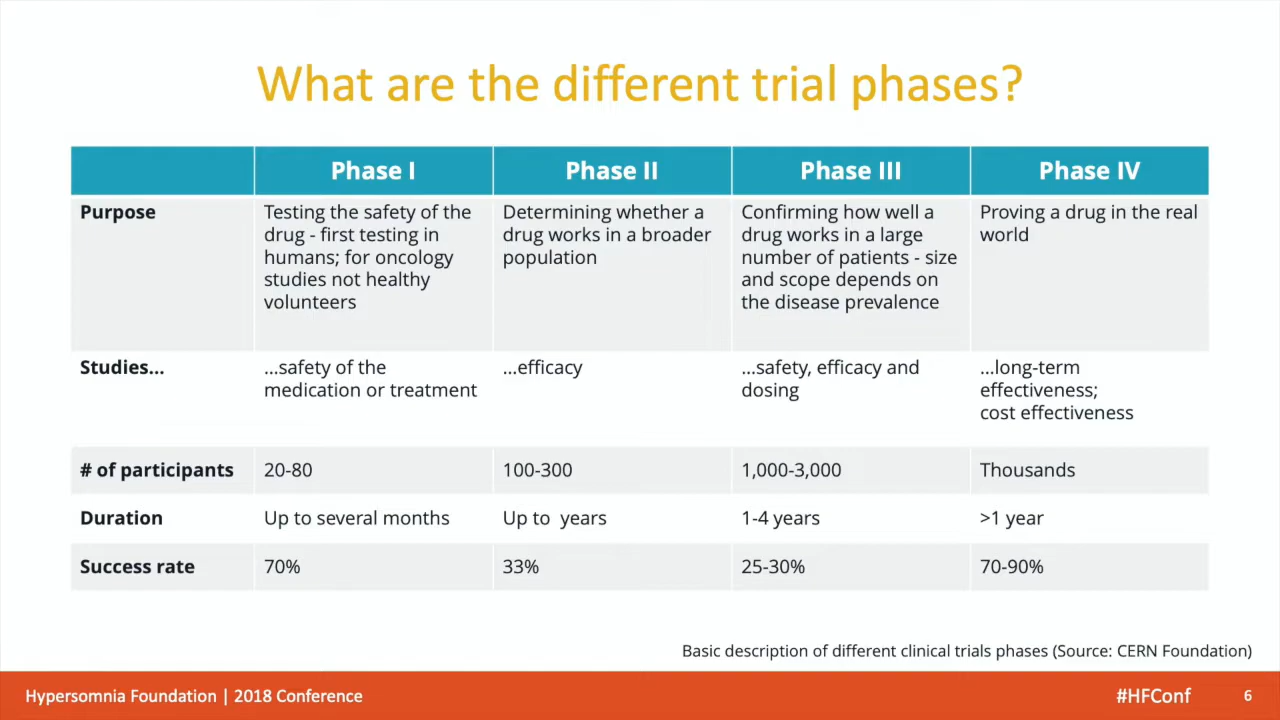 What are the different trial phases?
Phase I
Phase II
Phase III
Phase IV
Purpose
Testing the safety of the
drug - first testing in
humans; for oncology
studies not healthy
volunteers
Determining whether a
drug works in a broader
population
Confirming how well a
drug works in a large
number of patients - size
and scope depends on
the disease prevalence
Proving a drug in the real
world
Studies...
...safety of the
medication or treatment
...efficacy
...safety, efficacy and
dosing
...long-term
effectiveness;
cost effectiveness
# of participants
20-80
100-300
1,000-3,000
Thousands
Duration
Up to several months
Up to  years
1-4 years
>1 year
Success rate
70%
33%
25-30%
70-90%
Basic description of different clinical trials phases (Source: CERN Foundation)
Hypersomnia Foundation | 2018 Conference
#HFConf
6